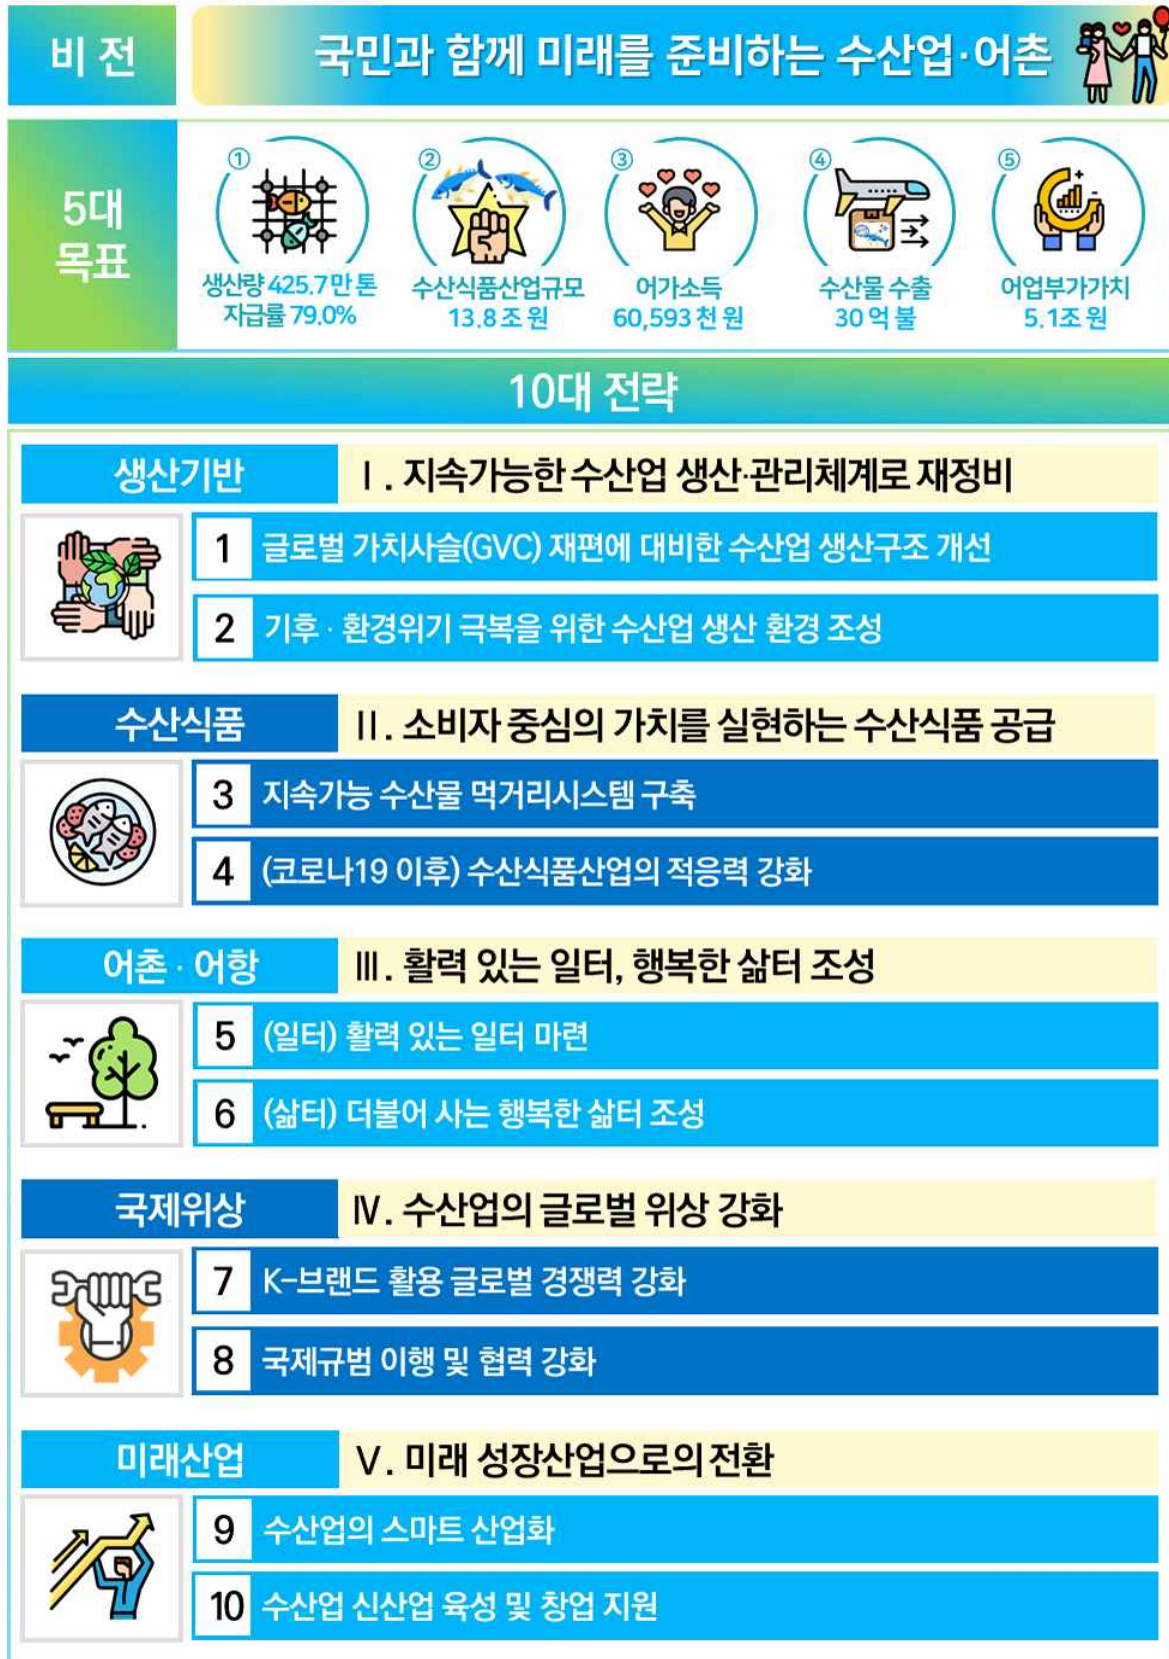 비 전
국민과 함께 미래를 준비하는 수산업·어촌
5대
목표
①
생산량 425.7만 톤
자급률 79.0%
②
수산식품산업규모
13.8조 원
③
어가소득
60,593천 원
④
수산물 수출
30억 불
⑤
어업부가가치
5.1조 원
10대 전략
생산기반
Ⅰ. 지속가능한 수산업 생산·관리체계로 재정비
1 글로벌 가치사슬(GVC) 재편에 대비한 수산업 생산구조 개선
2 기후·환경위기 극복을 위한 수산업 생산 환경 조성
수산식품
Ⅱ. 소비자 중심의 가치를 실현하는 수산식품 공급
3 지속가능 수산물 먹거리시스템 구축
4 (코로나19 이후) 수산식품산업의 적응력 강화
어촌·어항
Ⅲ. 활력 있는 일터, 행복한 삶터 조성
5 (일터) 활력 있는 일터 마련
6 (삶터) 더불어 사는 행복한 삶터 조성
국제위상
Ⅳ. 수산업의 글로벌 위상 강화
7 K-브랜드 활용 글로벌 경쟁력 강화
8 국제규범 이행 및 협력 강화
미래산업
Ⅴ. 미래 성장산업으로의 전환
9 수산업의 스마트 산업화
10 수산업 신산업 육성 및 창업 지원